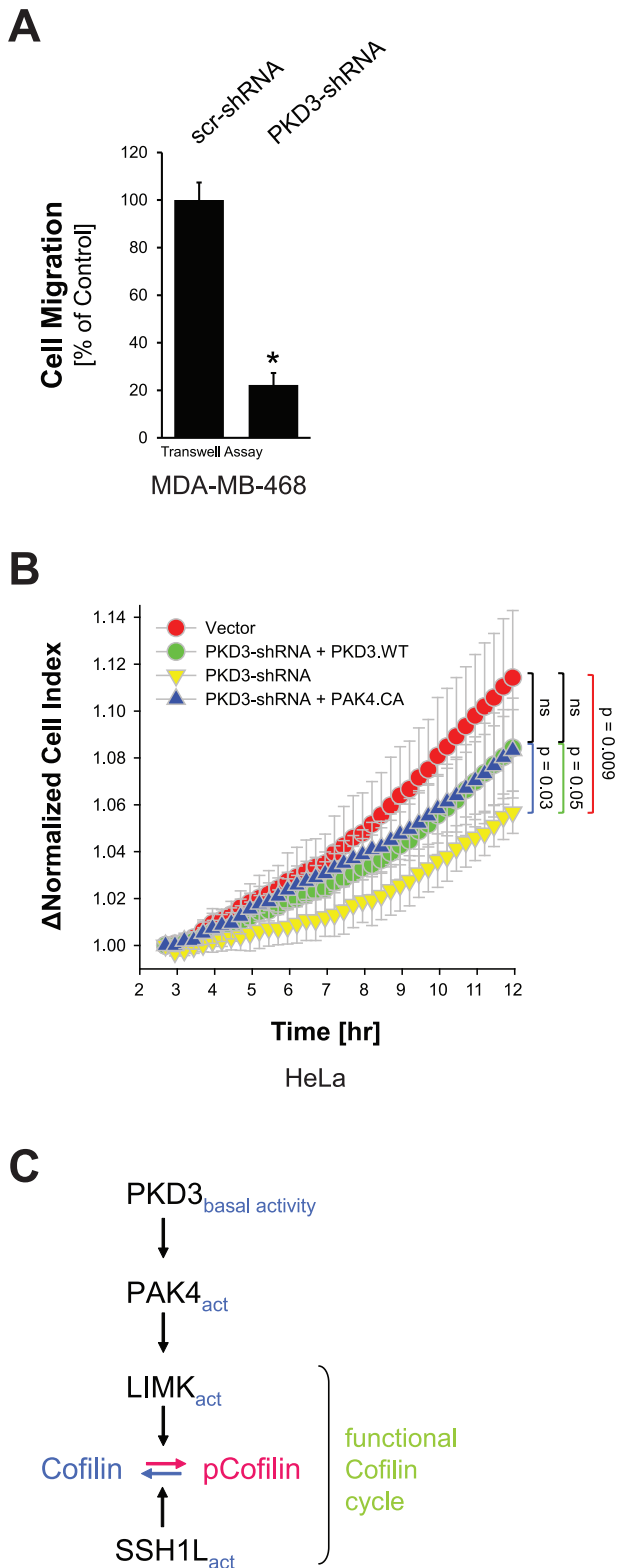 A
scr-shRNA
PKD3-shRNA
120
100
80
60
40
20
0
Cell Migration
[% of Control]
*
Transwell Assay
MDA-MB-468
B
1.14
1.12
1.10
1.08
1.06
1.04
1.02
1.00
ΔNormalized Cell Index
Vector
PKD3-shRNA + PKD3.WT
PKD3-shRNA
PKD3-shRNA + PAK4.CA
ns
ns
p = 0.03
p = 0.05
p = 0.009
2 3 4 5 6 7 8 9 10 11 12
Time [hr]
HeLa
C
PKD3basal activity
PAK4act
LIMKact
Cofilin pCofilin
SSH1Lact
functional
Cofilin
cycle